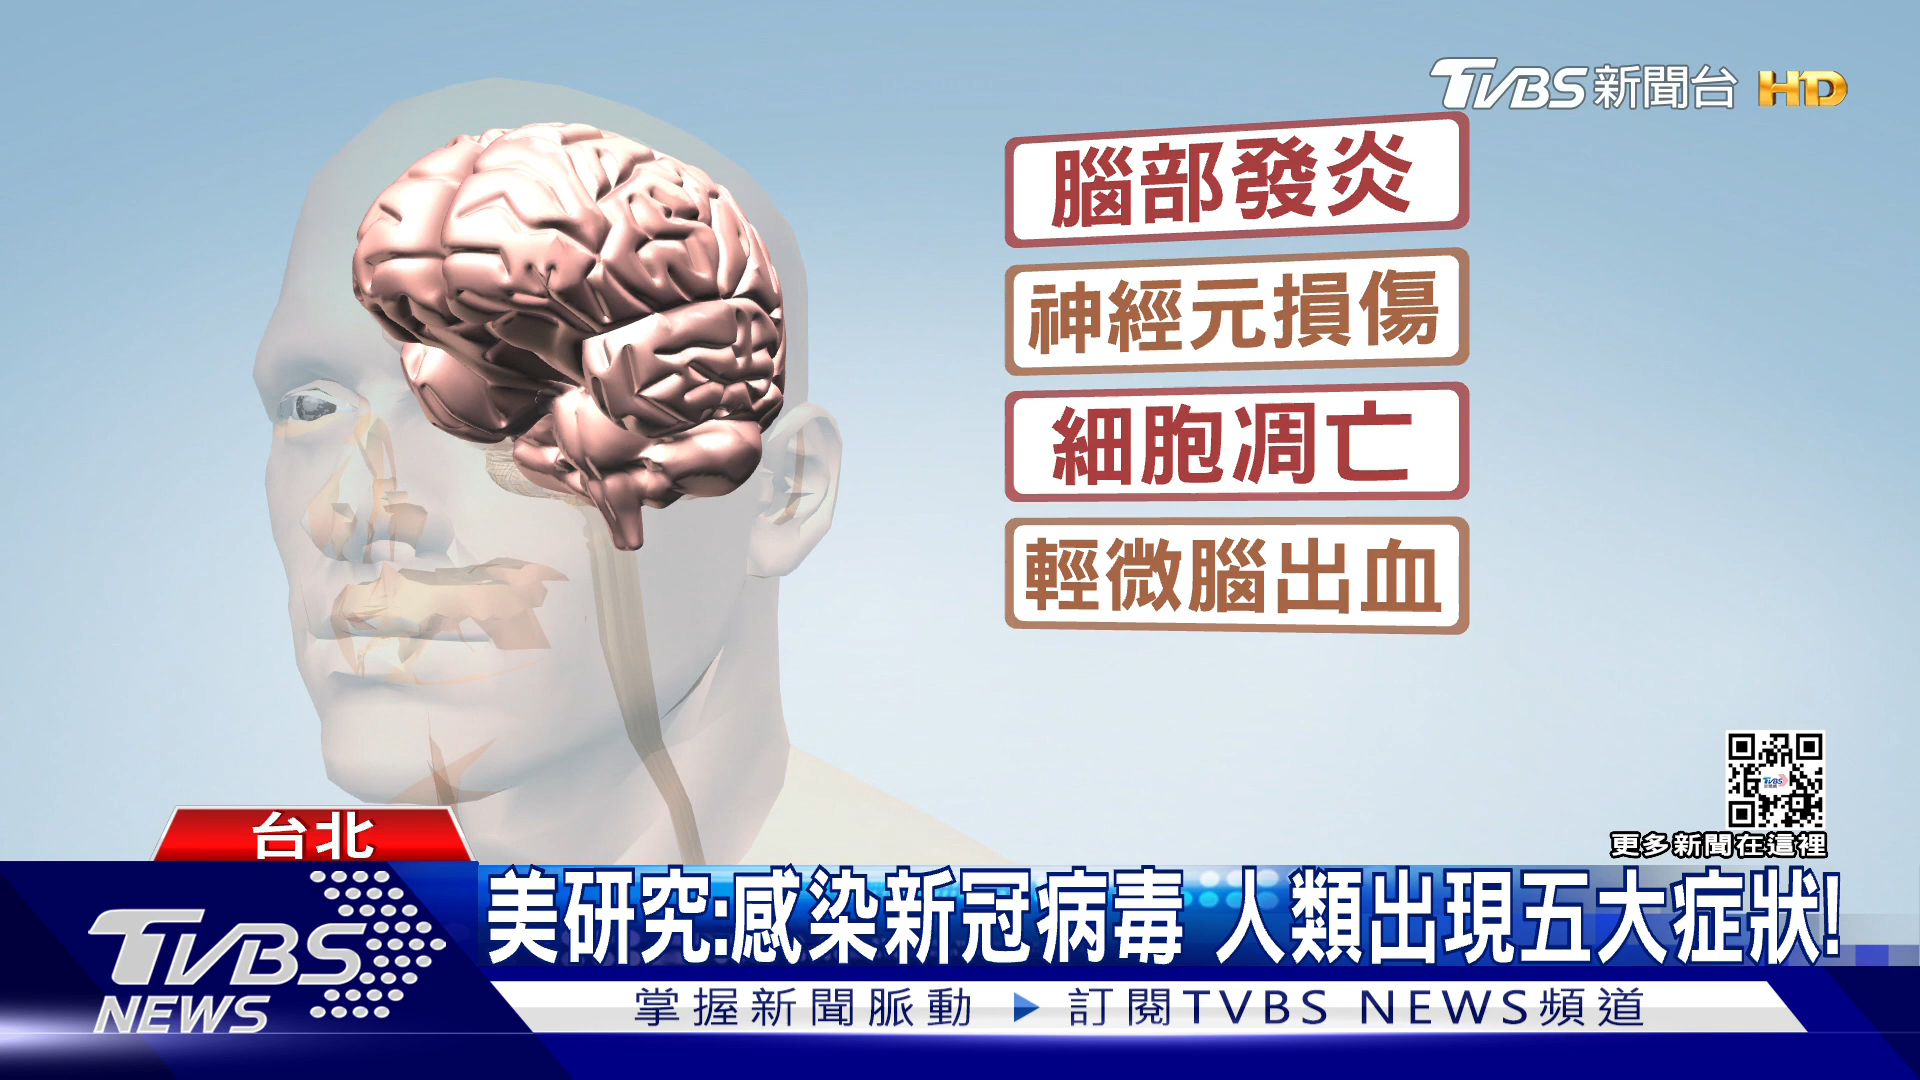 TVBS新聞台 HD
腦部發炎
神經元損傷
細胞凋亡
輕微腦出血
更多新聞在這裡
台北
美研究:感染新冠病毒 人類出現五大症狀!
TVBS NEWS
掌握新聞脈動 ▶ 訂閱TVBS NEWS頻道